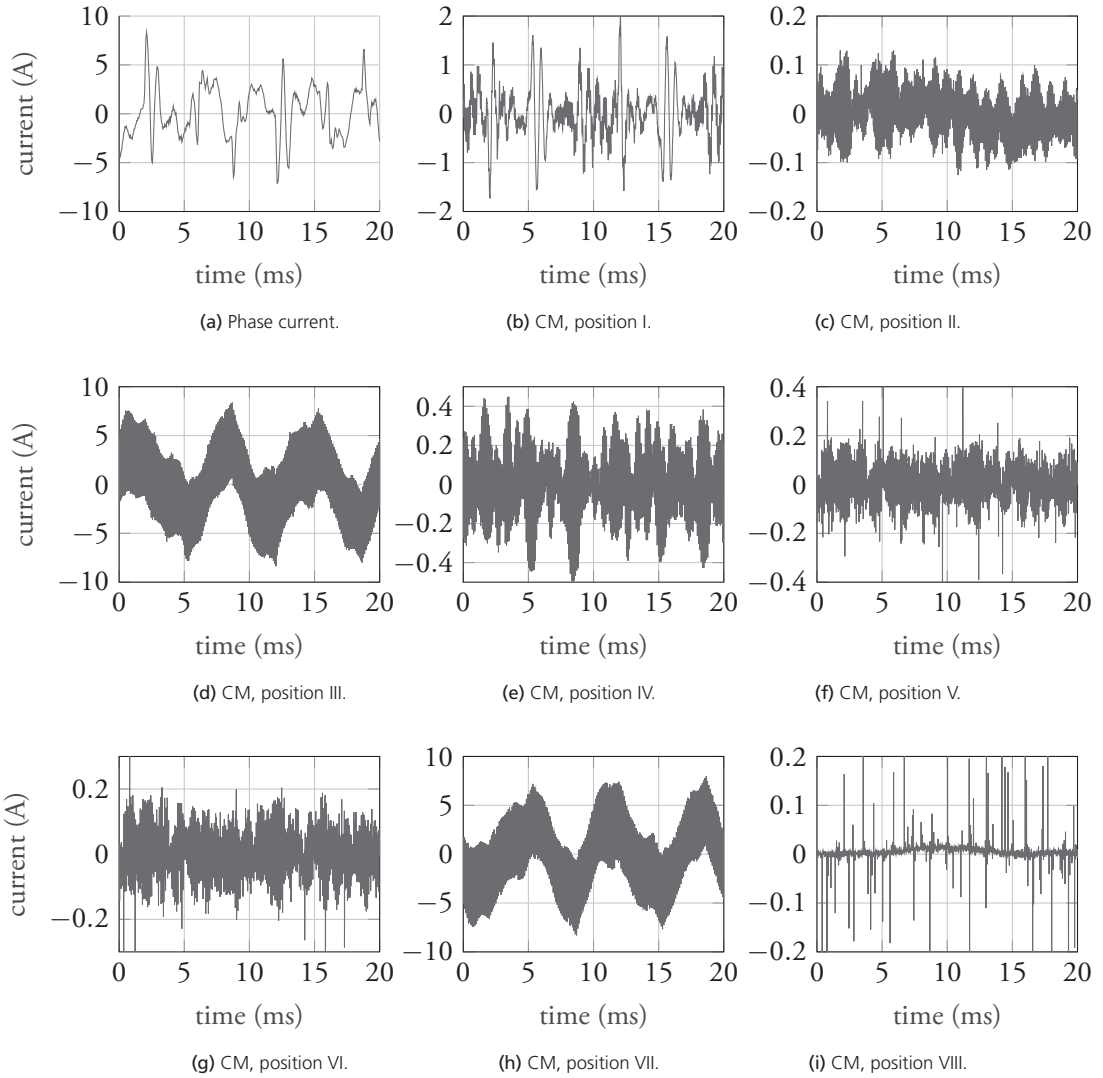 10
5
0
−5
−10
current (A)
0 5 10 15 20
time (ms)
(a) Phase current.
2
1
0
−1
−2
0 5 10 15 20
time (ms)
(b) CM, position I.
0.2
0.1
0
−0.1
−0.2
0 5 10 15 20
time (ms)
(c) CM, position II.
10
5
0
−5
−10
current (A)
0 5 10 15 20
time (ms)
(d) CM, position III.
0.4
0.2
0
−0.2
−0.4
0 5 10 15 20
time (ms)
(e) CM, position IV.
0.4
0.2
0
−0.2
−0.4
0 5 10 15 20
time (ms)
(f) CM, position V.
0.2
0
−0.2
current (A)
0 5 10 15 20
time (ms)
(g) CM, position VI.
10
5
0
−5
−10
0 5 10 15 20
time (ms)
(h) CM, position VII.
0.2
0.1
0
−0.1
−0.2
0 5 10 15 20
time (ms)
(i) CM, position VIII.